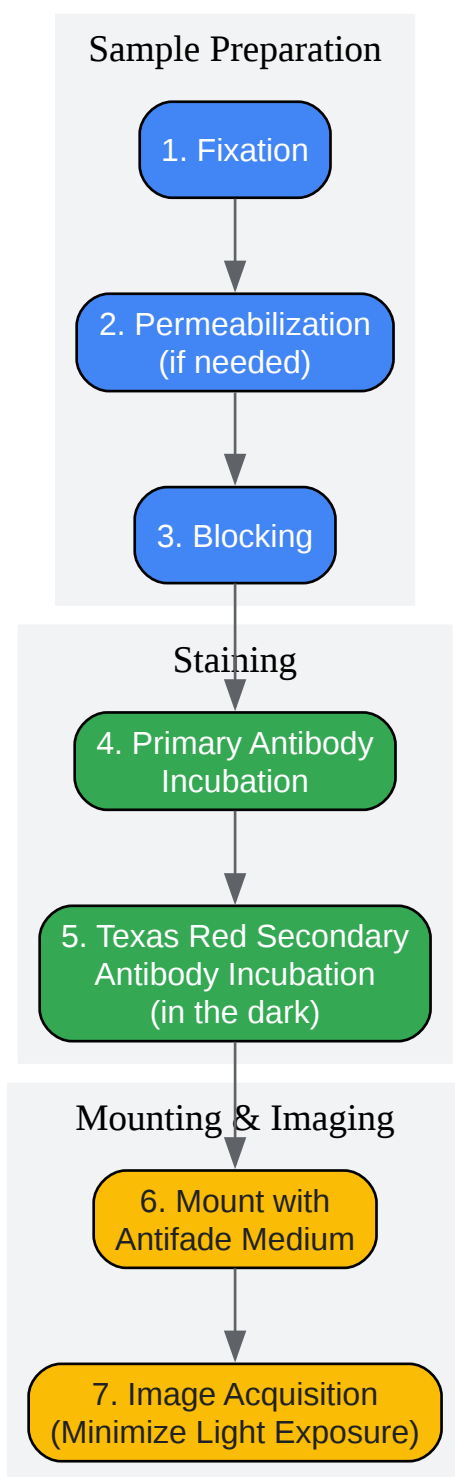 Sample Preparation
1. Fixation
2. Permeabilization
(if needed)
3. Blocking
Staining
4. Primary Antibody
Incubation
5. Texas Red Secondary
Antibody Incubation
(in the dark)
Mounting & Imaging
6. Mount with
Antifade Medium
7. Image Acquisition
(Minimize Light Exposure)